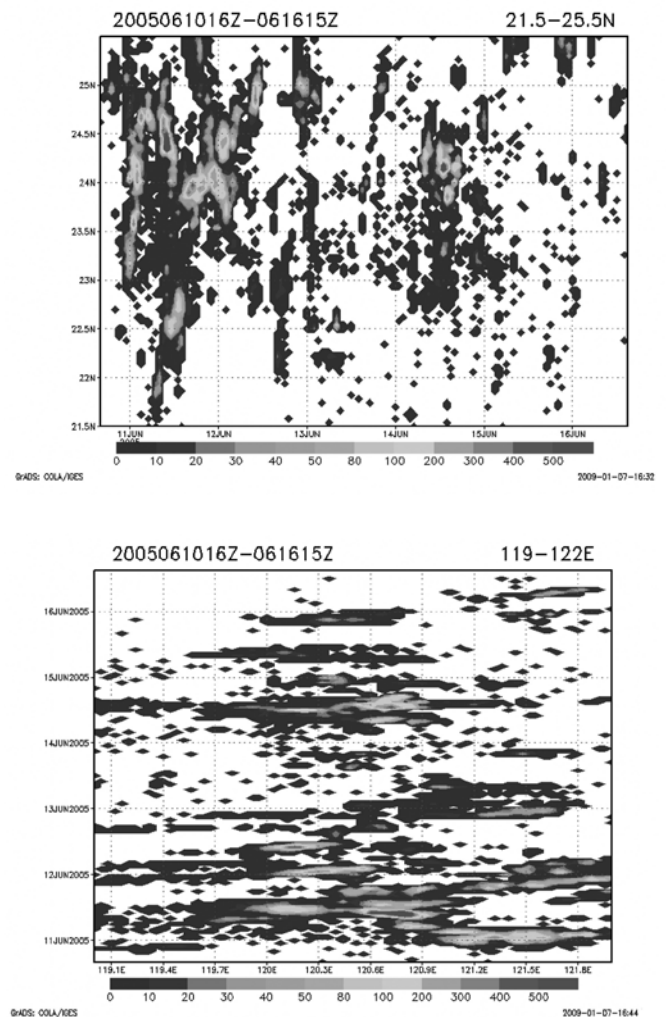 2005061016Z-061615Z 21.5-25.5N
25N
24.5N
24N
23.5N
23N
22.5N
22N
21.5N
11JUN 12JUN 13JUN 14JUN 15JUN 16JUN
2005
0 10 20 30 40 50 80 100 200 300 400 500
GrADS: COLA/IGES 2009-01-07-16:32
2005061016Z-061615Z 119-122E
16JUN2005
15JUN2005
14JUN2005
13JUN2005
12JUN2005
11JUN2005
119.1E 119.4E 119.7E 120E 120.3E 120.6E 120.9E 121.2E 121.5E 121.8E
0 10 20 30 40 50 80 100 200 300 400 500
GrADS: COLA/IGES 2009-01-07-16:44